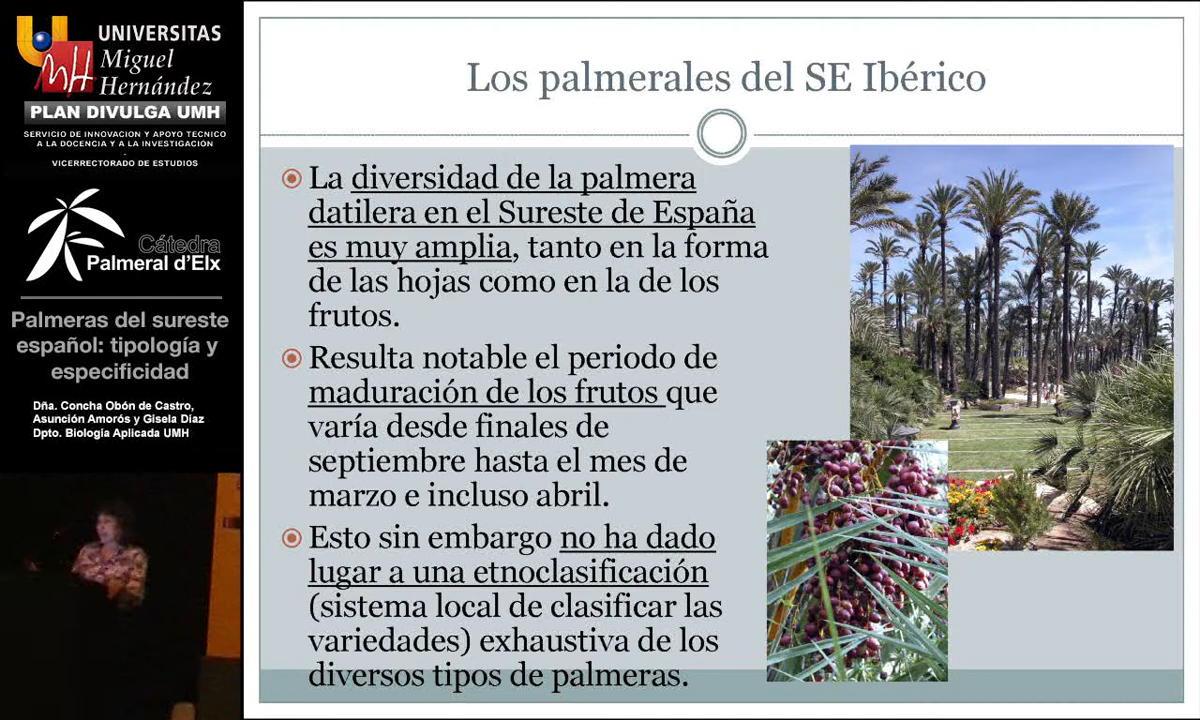 UNIVERSITAS
Miguel
Hernández
PLAN DIVULGA UMH
SERVICIO DE INNOVACION Y APOYO TECNICO
A LA DOCENCIA Y A LA INVESTIGACION
VICERRECTORADO DE ESTUDIOS
Cátedra
Palmeral d'Elx
Palmeras del sureste
español: tipología y
especificidad
Dña. Concha Obón de Castro,
Asunción Amorós y Gisela Díaz
Dpto. Biología Aplicada UMH
Los palmerales del SE Ibérico
La diversidad de la palmera
datilera en el Sureste de España
es muy amplia, tanto en la forma
de las hojas como en la de los
frutos.
Resulta notable el periodo de
maduración de los frutos que
varía desde finales de
septiembre hasta el mes de
marzo e incluso abril.
Esto sin embargo no ha dado
lugar a una etnoclasificación
(sistema local de clasificar las
variedades) exhaustiva de los
diversos tipos de palmeras.